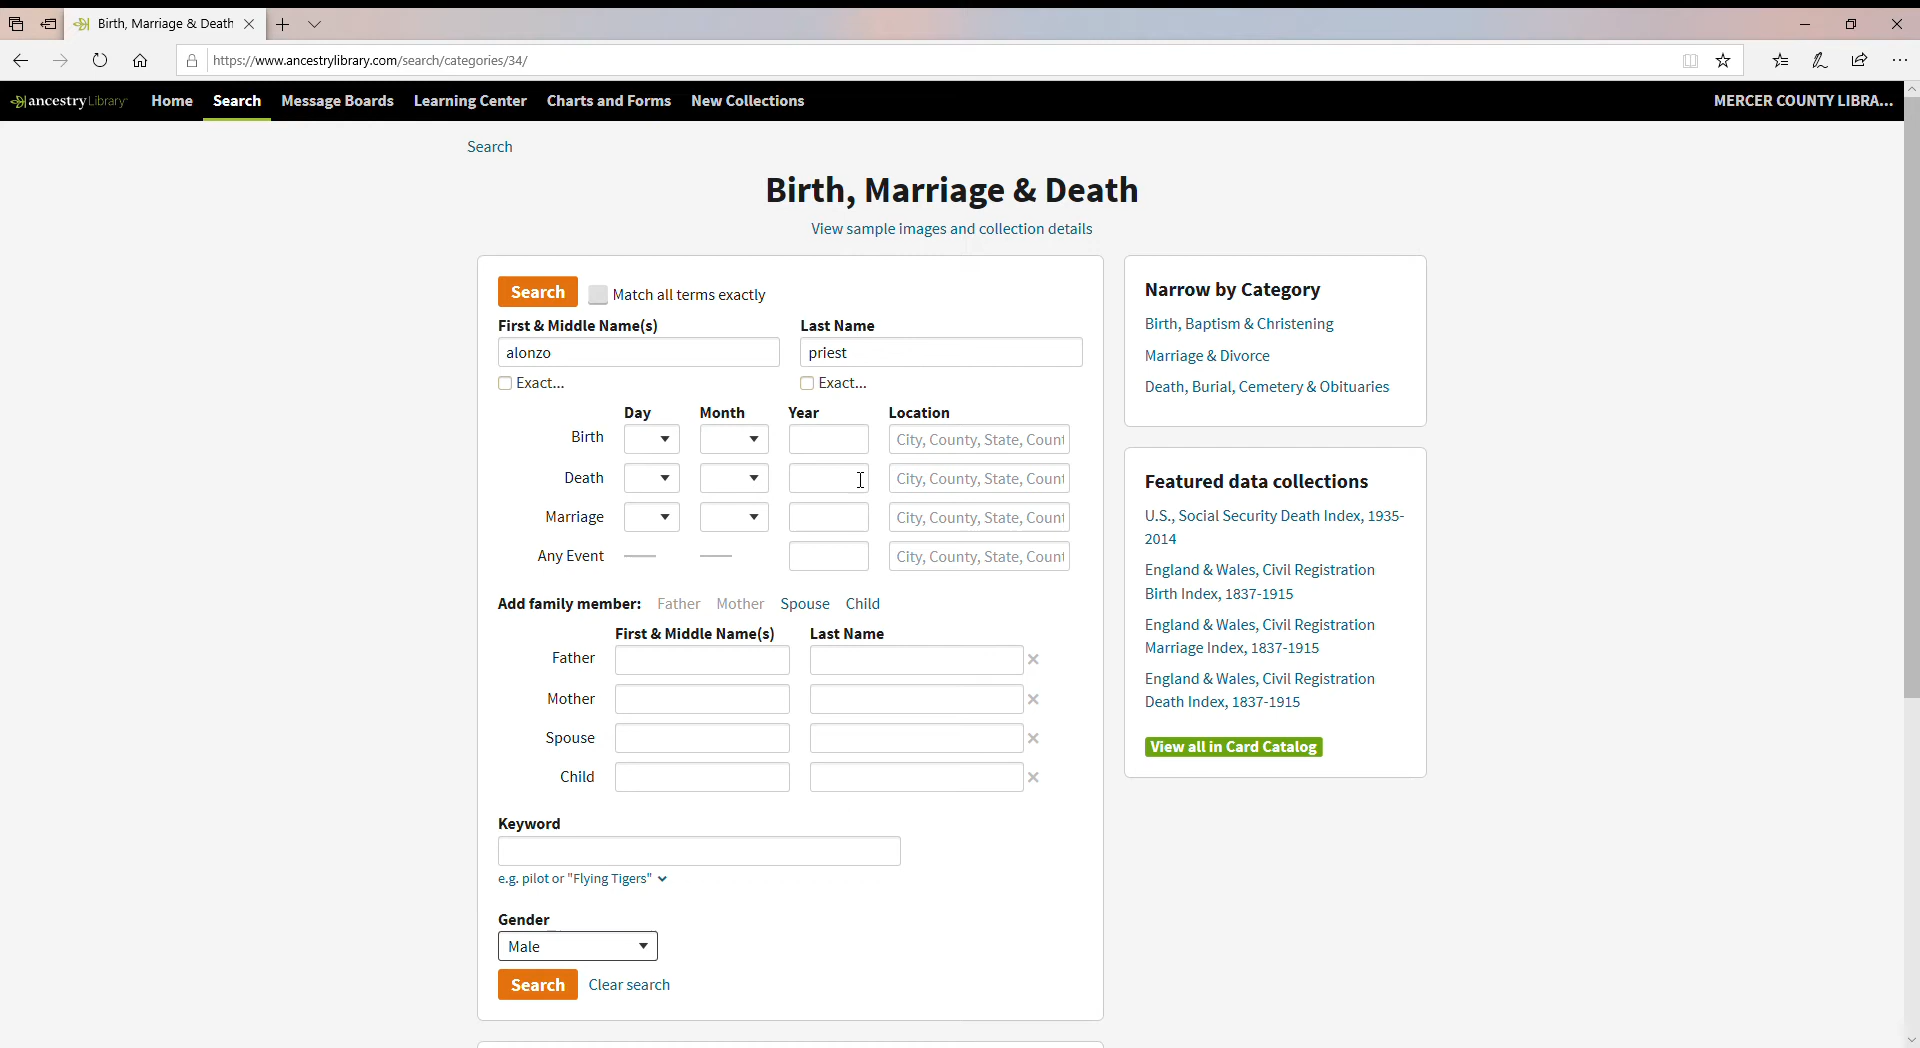 Birth, Marriage & Death
https://www.ancestrylibrary.com/search/categories/34/
ancestryLibrary Home Search Message Boards Learning Center Charts and Forms New Collections MERCER COUNTY LIBRA...
Search
Birth, Marriage & Death
View sample images and collection details
Search Match all terms exactly
First & Middle Name(s) Last Name
alonzo priest
Exact... Exact...
Day Month Year Location
Birth City, County, State, Count
Death City, County, State, Count
Marriage City, County, State, Count
Any Event City, County, State, Count
Add family member: Father Mother Spouse Child
First & Middle Name(s) Last Name
Father
Mother
Spouse
Child
Keyword
e.g. pilot or "Flying Tigers"
Gender
Male
Search Clear search
Narrow by Category
Birth, Baptism & Christening
Marriage & Divorce
Death, Burial, Cemetery & Obituaries
Featured data collections
U.S., Social Security Death Index, 1935-
2014
England & Wales, Civil Registration
Birth Index, 1837-1915
England & Wales, Civil Registration
Marriage Index, 1837-1915
England & Wales, Civil Registration
Death Index, 1837-1915
View all in Card Catalog